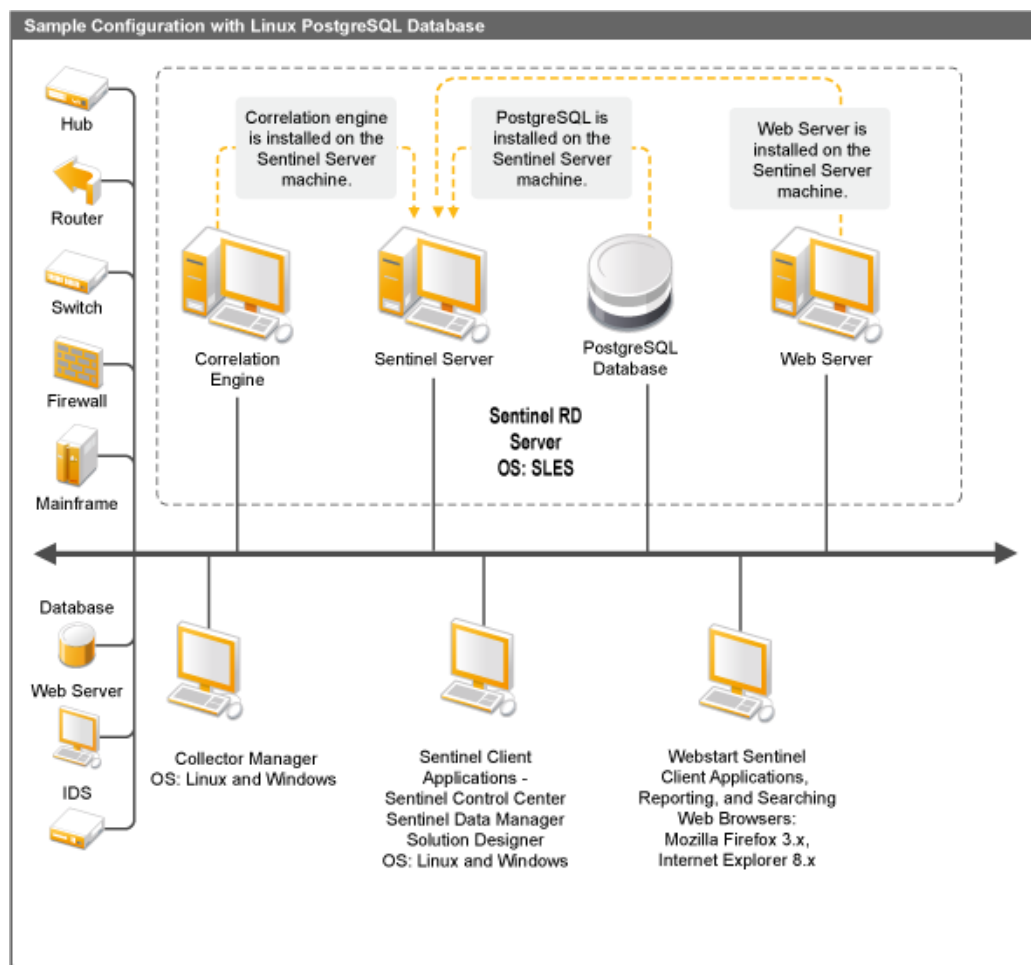 Sample Configuration with Linux PostgreSQL Database
Hub
Router
Switch
Firewall
Mainframe
Correlation engine
is installed on the
Sentinel Server
machine.
PostgreSQL is
installed on the
Sentinel Server
machine.
Web Server is
installed on the
Sentinel Server
machine.
Correlation
Engine
Sentinel Server
PostgreSQL
Database
Web Server
Sentinel RD
Server
OS: SLES
Database
Web Server
IDS
Collector Manager
OS: Linux and Windows
Sentinel Client
Applications -
Sentinel Control Center
Sentinel Data Manager
Solution Designer
OS: Linux and Windows
Webstart Sentinel
Client Applications,
Reporting, and Searching
Web Browsers:
Mozilla Firefox 3.x,
Internet Explorer 8.x